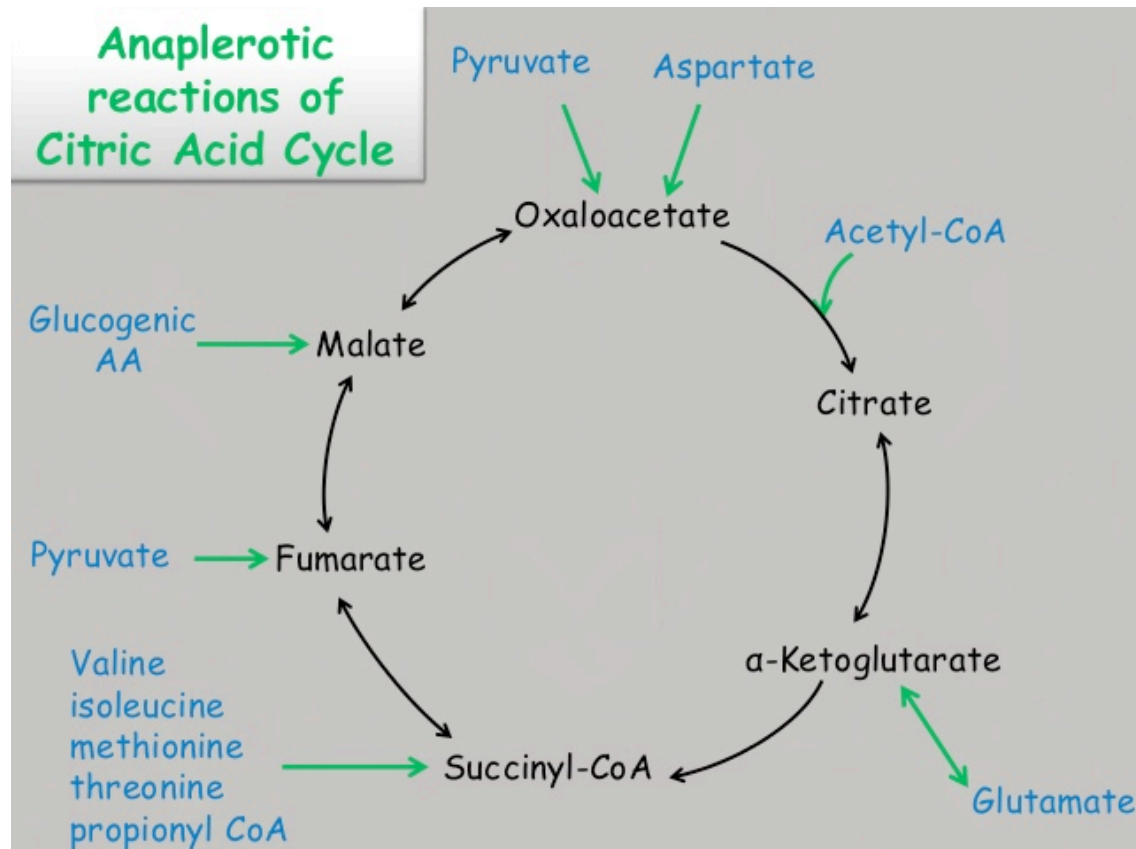 Anaplerotic
reactions of
Citric Acid Cycle
Pyruvate
Aspartate
Oxaloacetate
Acetyl-CoA
Glucogenic
AA
Malate
Citrate
Pyruvate
Fumarate
α-Ketoglutarate
Valine
isoleucine
methionine
threonine
propionyl CoA
Succinyl-CoA
Glutamate